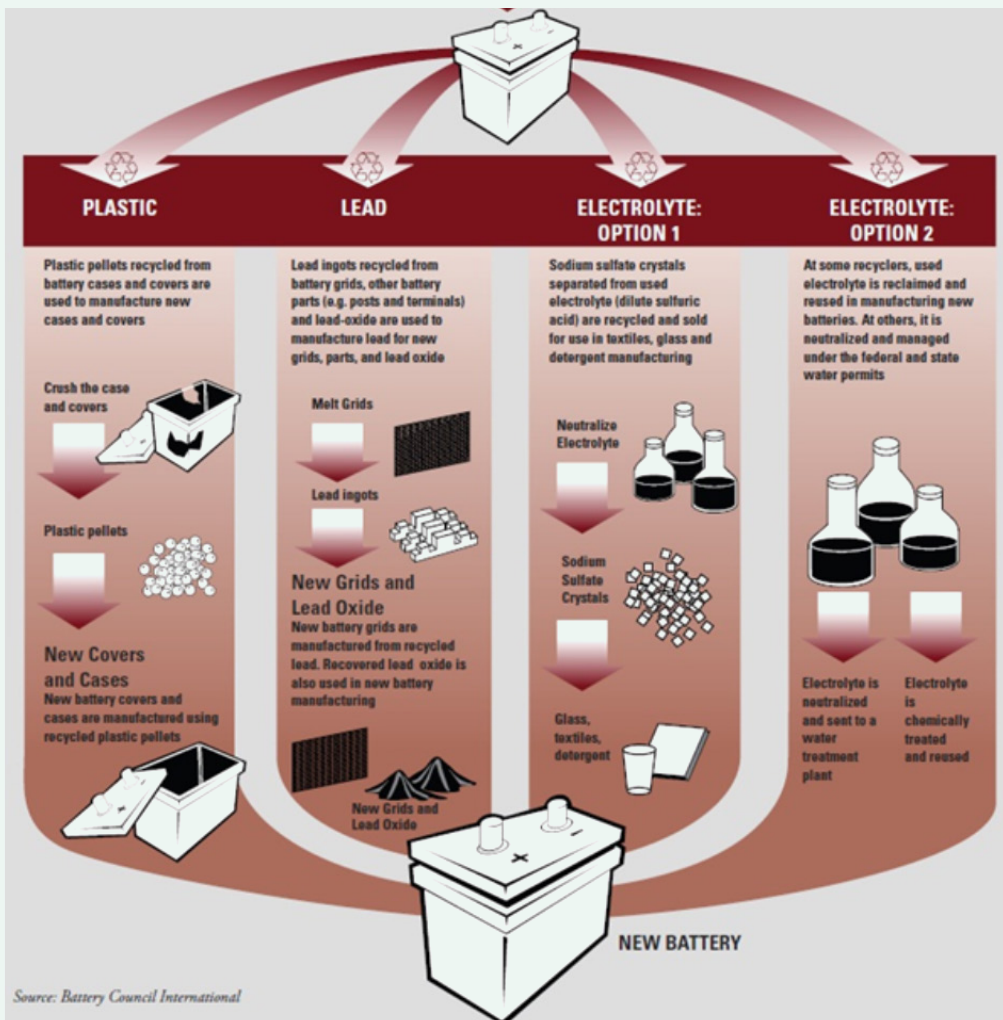 PLASTIC
Plastic pellets recycled from
battery cases and covers are
used to manufacture new
cases and covers
Crush the case
and covers
Plastic pellets
New Covers
and Cases
New battery covers and
cases are manufactured using
recycled plastic pellets
LEAD
Lead ingots recycled from
battery grids, other battery
parts (e.g. posts and terminals)
and lead-oxide are used to
manufacture lead for new
grids, parts, and lead oxide
Melt Grids
Lead ingots
New Grids and
Lead Oxide
New battery grids are
manufactured from recycled
lead. Recovered lead oxide is
also used in new battery
manufacturing
New Grids and
Lead Oxide
ELECTROLYTE:
OPTION 1
Sodium sulfate crystals
separated from used
electrolyte (dilute sulfuric
acid) are recycled and sold
for use in textiles, glass and
detergent manufacturing
Neutralize
Electrolyte
Sodium
Sulfate
Crystals
Glass,
textiles,
detergent
ELECTROLYTE:
OPTION 2
At some recyclers, used
electrolyte is reclaimed and
reused in manufacturing new
batteries. At others, it is
neutralized and managed
under the federal and state
water permits
Electrolyte is
neutralized
and sent to a
water
treatment
plant
Electrolyte
is
chemically
treated
and reused
NEW BATTERY
Source: Battery Council International